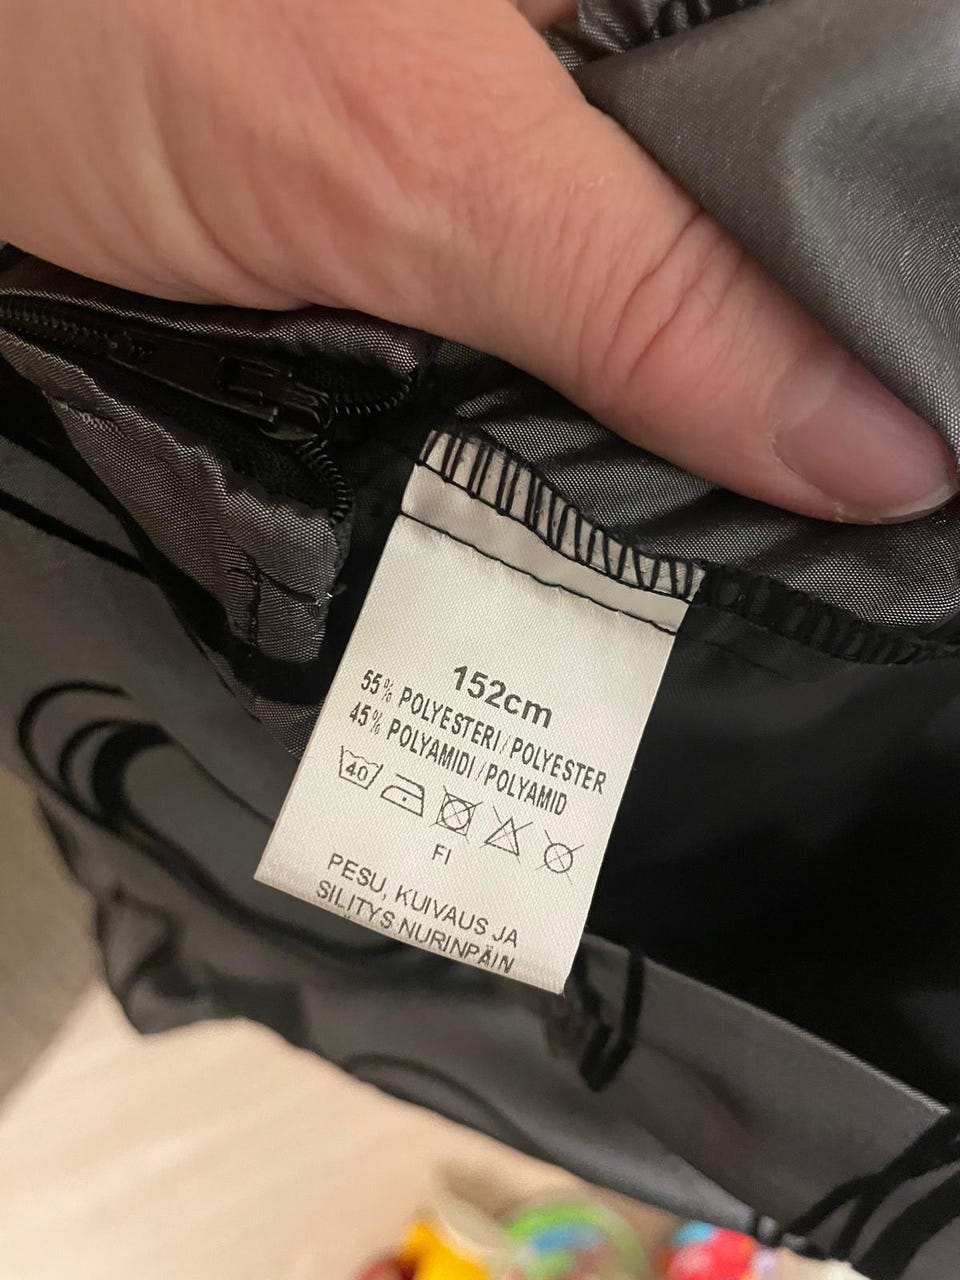 152cm
55% POLYESTERI/POLYESTER
45% POLYAMIDI/POLYAMID
40
FI
PESU, KUIVAUS JA
SILITYS NURINPÄIN